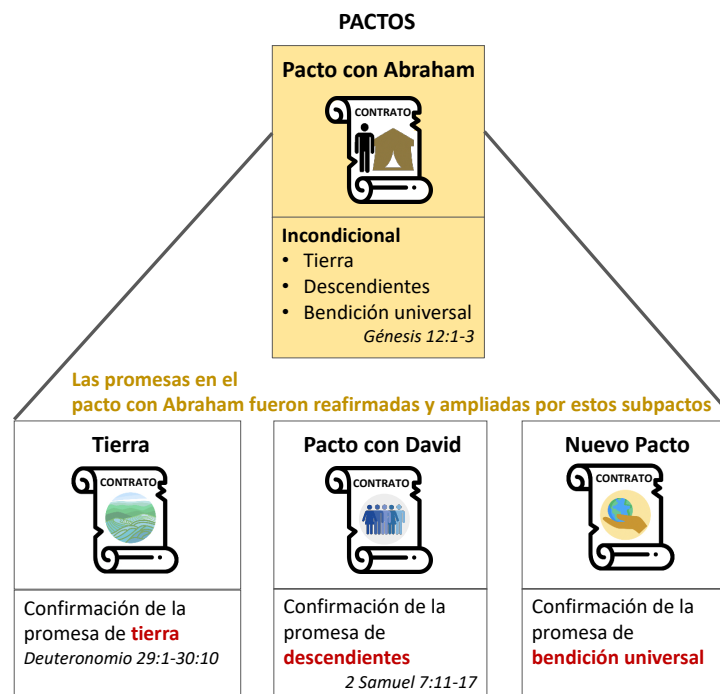 PACTOS
Pacto con Abraham
CONTRATO
Incondicional
• Tierra
• Descendientes
• Bendición universal
Génesis 12:1-3
Las promesas en el
pacto con Abraham fueron reafirmadas y ampliadas por estos subpactos
Tierra
CONTRATO
Confirmación de la
promesa de tierra
Deuteronomio 29:1-30:10
Pacto con David
CONTRATO
Confirmación de la
promesa de
descendientes
2 Samuel 7:11-17
Nuevo Pacto
CONTRATO
Confirmación de la
promesa de
bendición universal